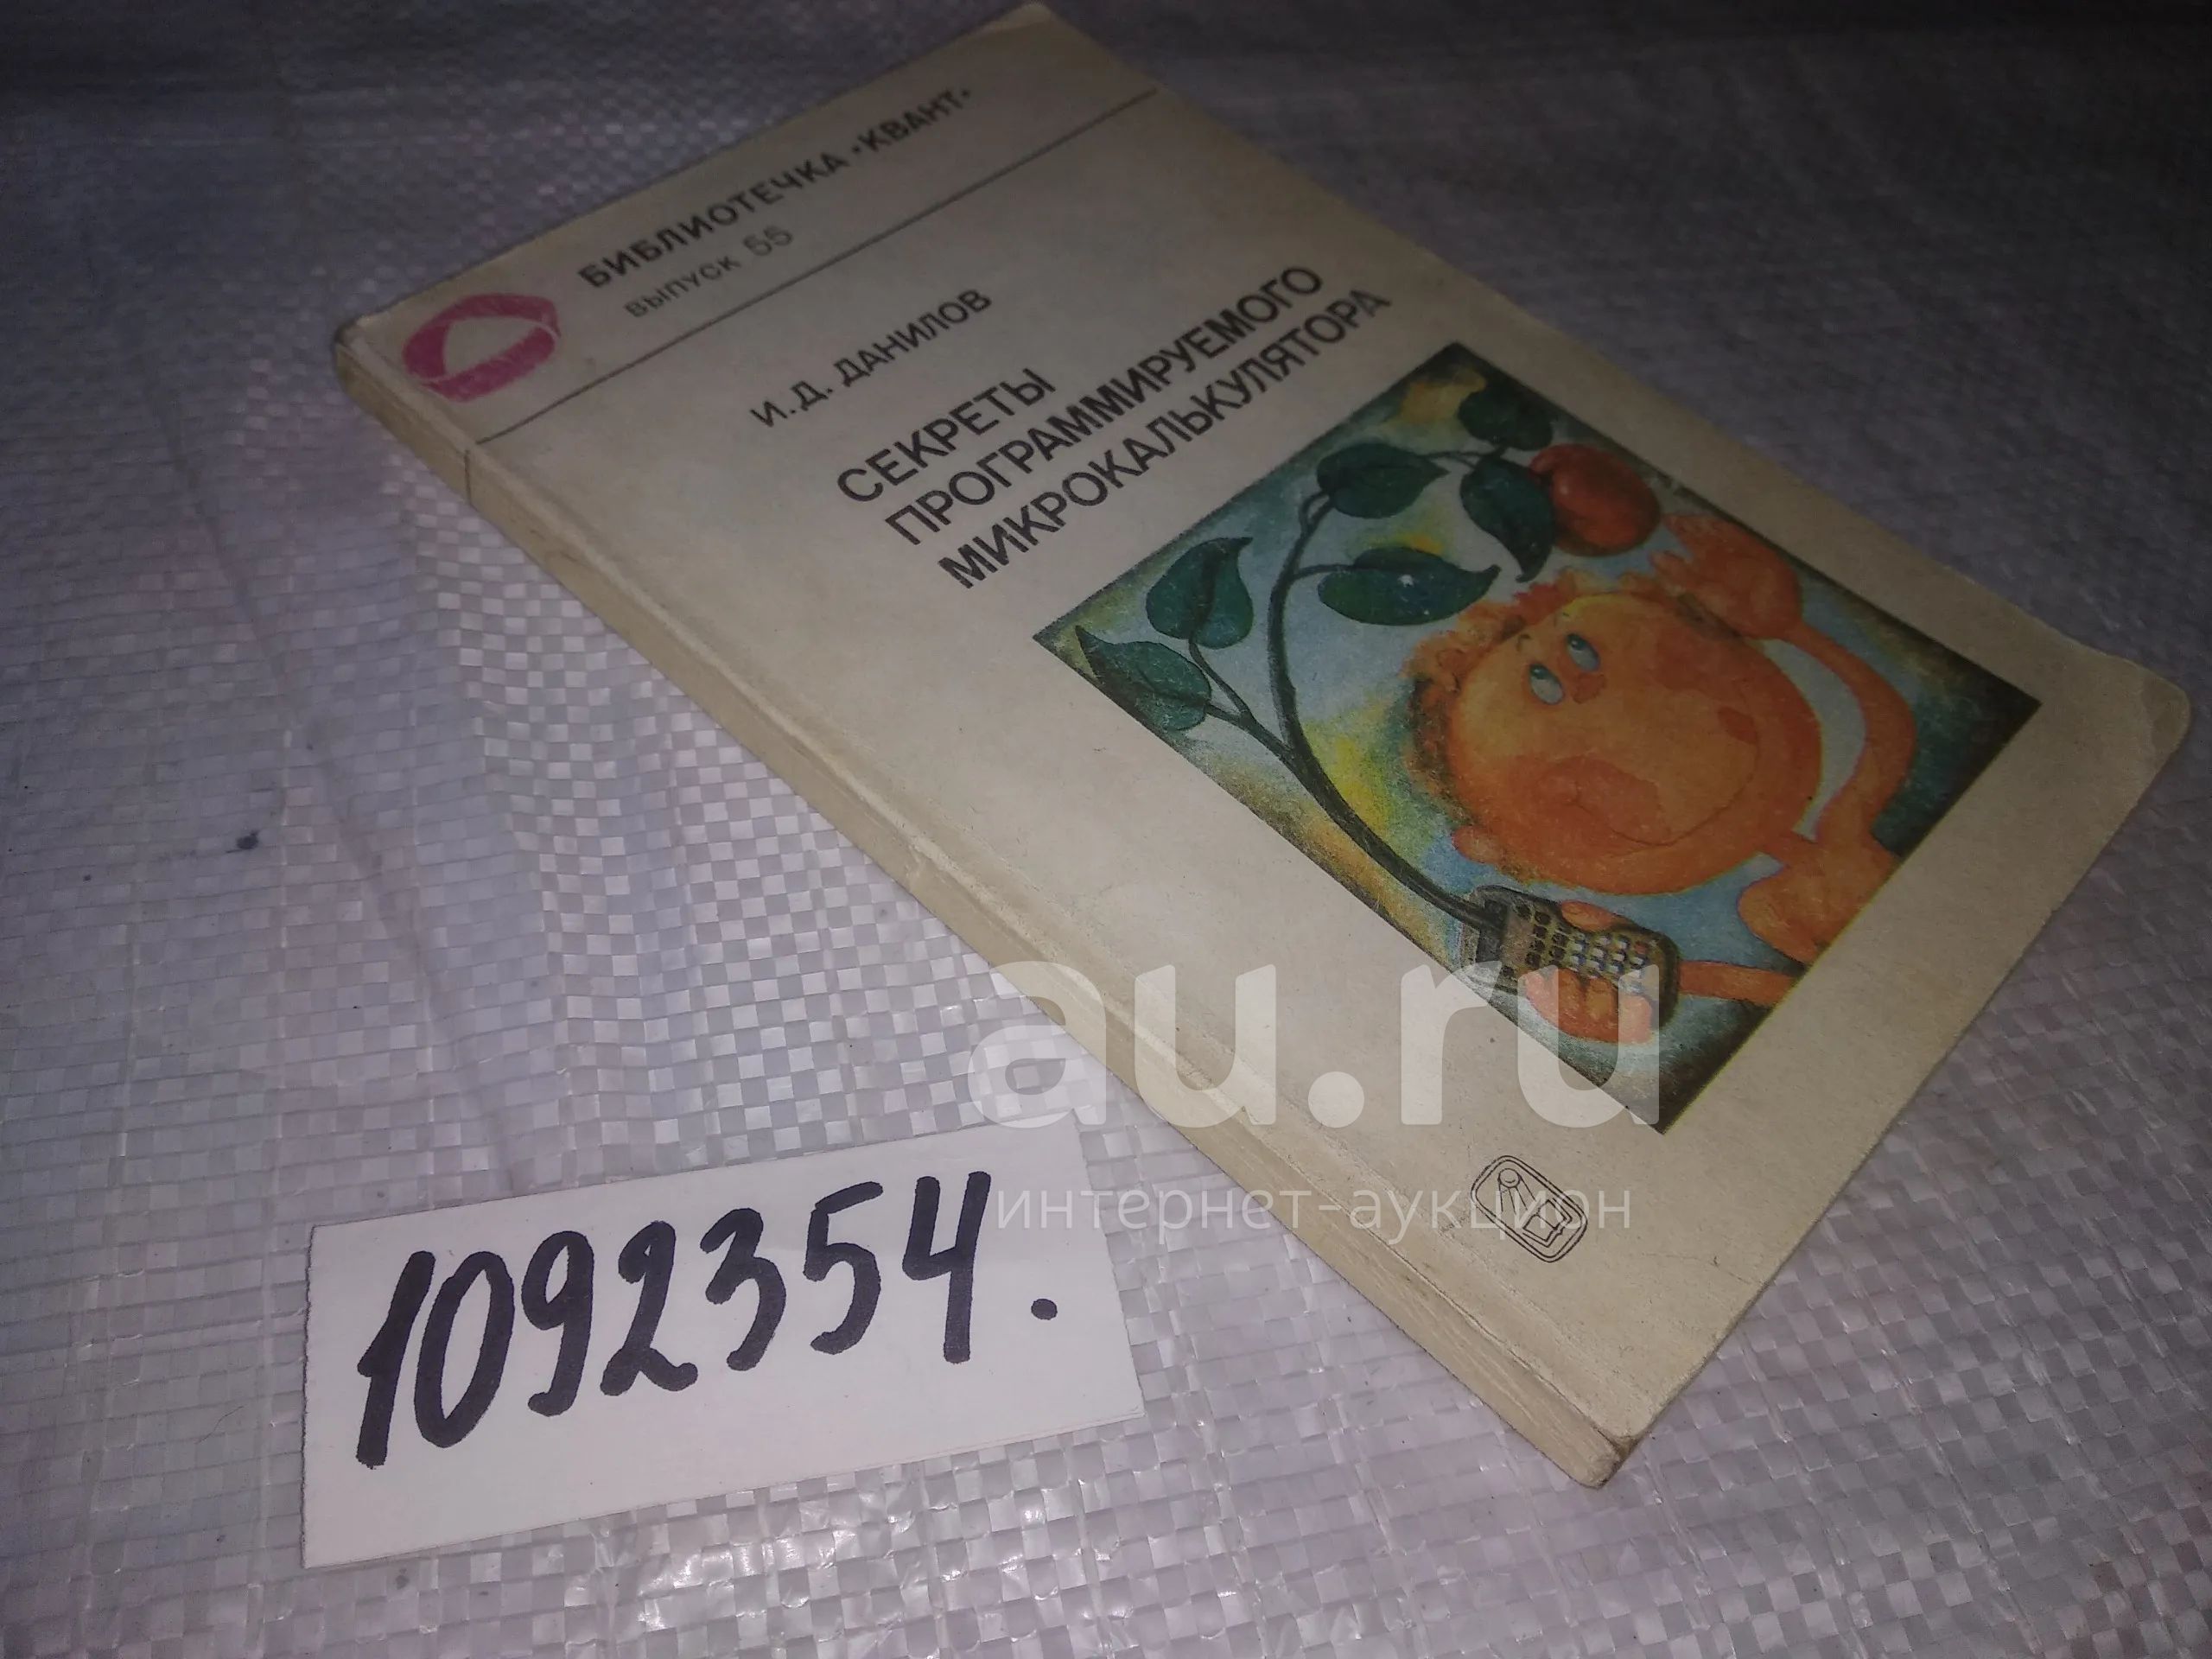 БИБЛИОТЕЧКА «КВАНТ»
ВЫПУСК 55
И.Д. ДАНИЛОВ
СЕКРЕТЫ
ПРОГРАММИРУЕМОГО
МИКРОКАЛЬКУЛЯТОРА
au.ru
интернет-аукцион
1092354.